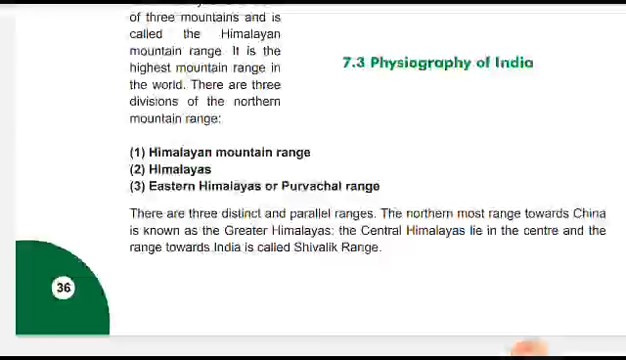 of three mountains and is
called the Himalayan
mountain range. It is the
highest mountain range in
the world. There are three
divisions of the northern
mountain range:
7.3 Physiography of India
(1) Himalayan mountain range
(2) Himalayas
(3) Eastern Himalayas or Purvachal range
There are three distinct and parallel ranges. The northern most range towards China
is known as the Greater Himalayas: the Central Himalayas lie in the centre and the
range towards India is called Shivalik Range.
36